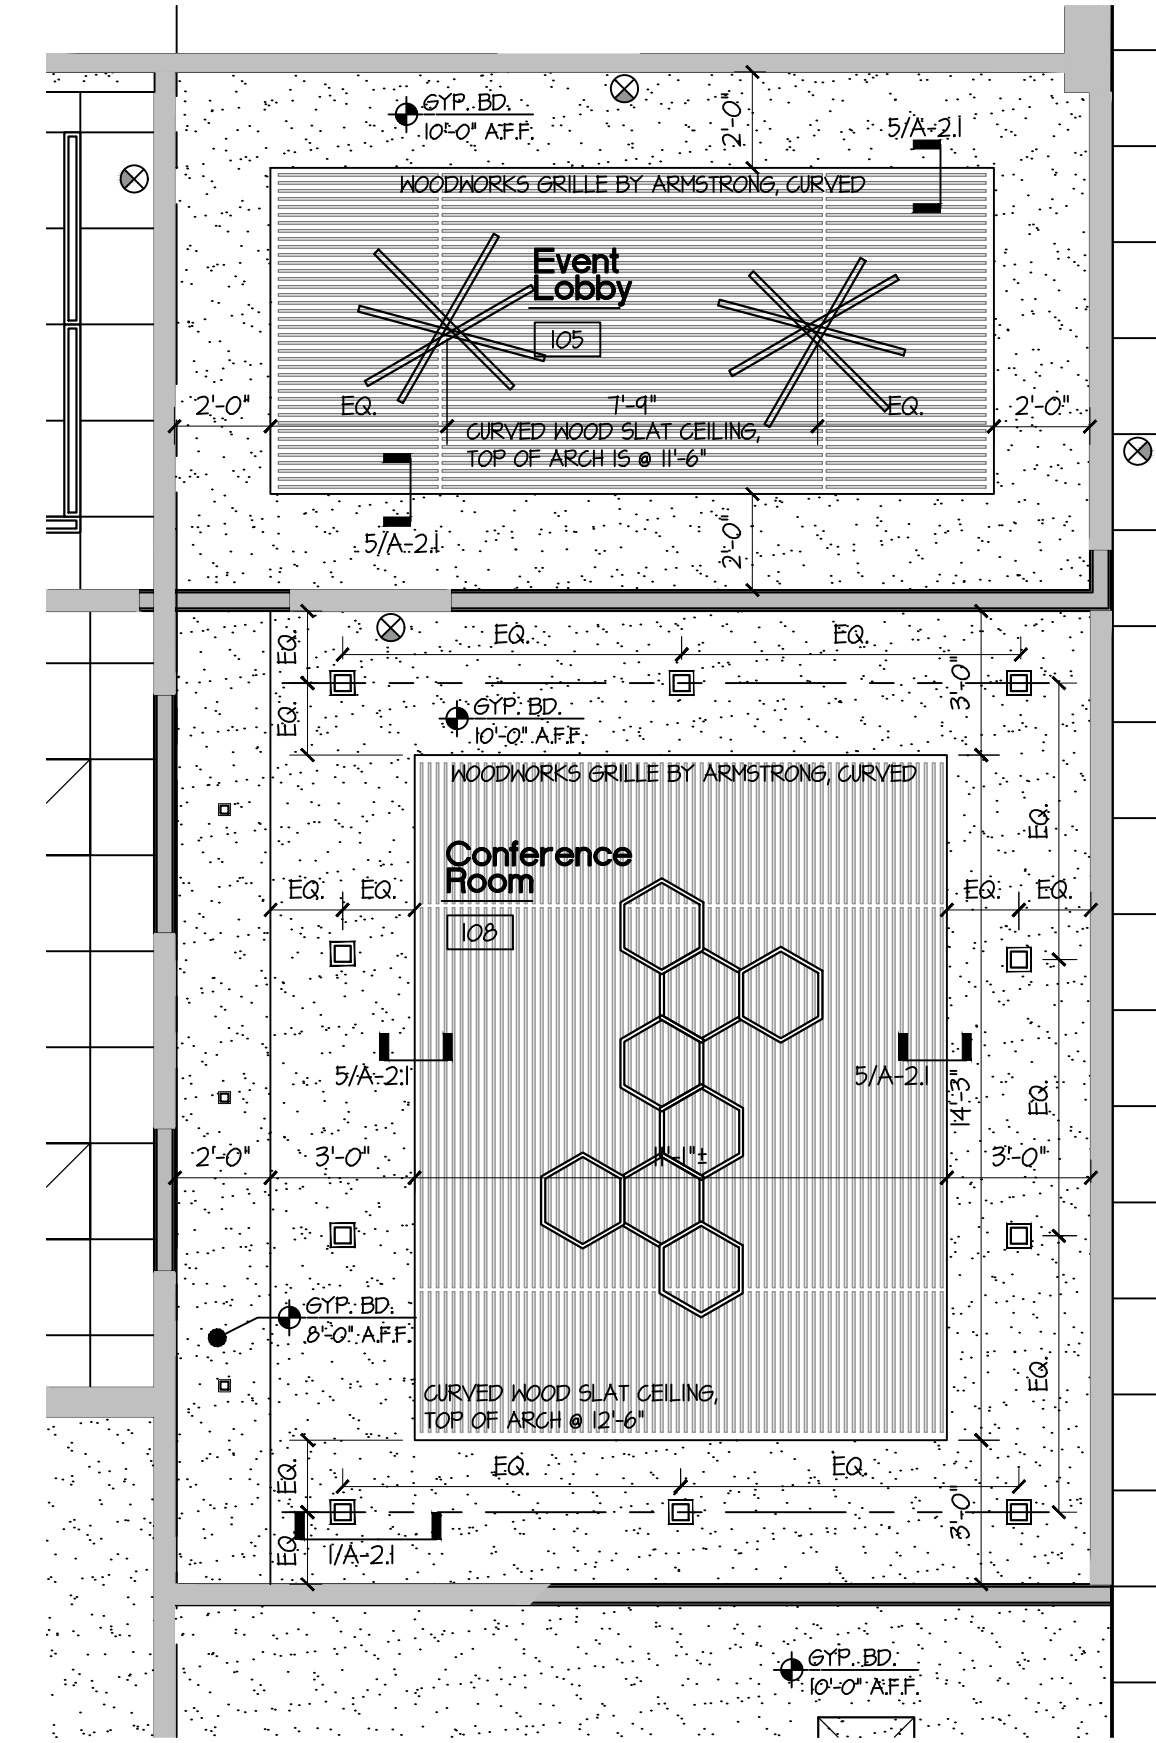 GYP. BD.
10'-0" A.F.F.
2'-0"
5/A-2.1
WOODWORKS GRILLE BY ARMSTRONG, CURVED
Event
Lobby
105
2'-0"
EQ.
7'-9"
EQ.
2'-0"
CURVED WOOD SLAT CEILING,
TOP OF ARCH IS @ 11'-6"
5/A-2.1
2'-0"
EQ.
EQ.
EQ.
3'-0"
EQ.
GYP. BD.
10'-0" A.F.F.
WOODWORKS GRILLE BY ARMSTRONG, CURVED
EQ.
Conference
Room
108
EQ.
EQ.
EQ.
EQ.
5/A-2.1
5/A-2.1
14'-3"
EQ.
2'-0"
3'-0"
11'-1"±
3'-0"
GYP. BD.
8'-0" A.F.F.
EQ.
CURVED WOOD SLAT CEILING,
TOP OF ARCH @ 12'-6"
EQ.
EQ.
EQ.
3'-0"
EQ.
1/A-2.1
GYP. BD.
10'-0" A.F.F.